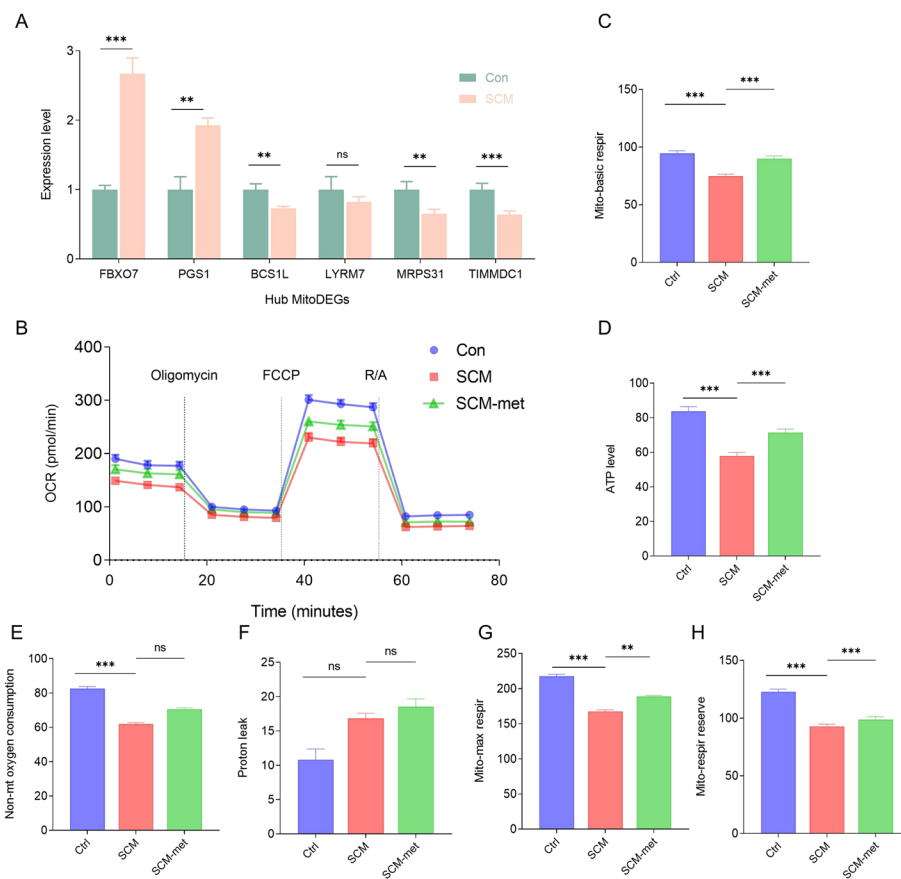 A
Expression level
3
2
1
0
***
**
**
ns
**
***
Con
SCM
FBXO7 PGS1 BCS1L LYRM7 MRPS31 TIMMDC1
Hub MitoDEGs
C
Mito-basic respir
150
100
50
0
***
***
Ctrl
SCM
SCM-met
B
OCR (pmol/min)
400
300
200
100
0
Oligomycin
FCCP
R/A
Con
SCM
SCM-met
0 20 40 60 80
Time (minutes)
D
ATP level
100
80
60
40
20
0
***
***
Ctrl
SCM
SCM-met
E
Non-mt oxygen consumption
100
80
60
40
20
0
***
ns
Ctrl
SCM
SCM-met
F
Proton leak
25
20
15
10
5
0
ns
ns
Ctrl
SCM
SCM-met
G
Mito-max respir
250
200
150
100
50
0
***
**
Ctrl
SCM
SCM-met
H
Mito-respir reserve
150
100
50
0
***
***
Ctrl
SCM
SCM-met